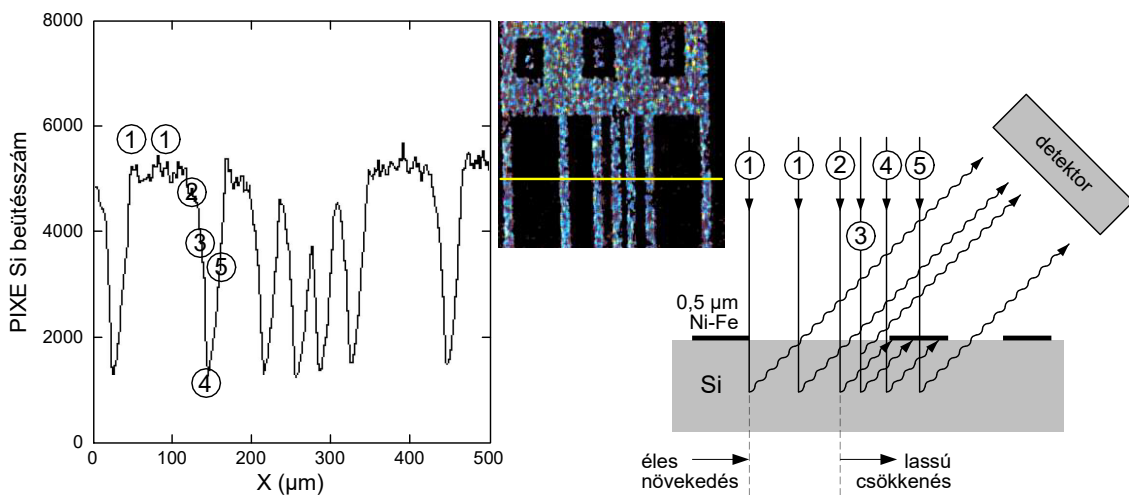 8000
6000
4000
2000
0
PIXE Si beütésszám
1 1
2
3
5
4
0 100 200 300 400 500
X (µm)
1 1 2 4 5
3
detektor
0,5 µm
Ni-Fe
Si
éles
növekedés
lassú
csökkenés